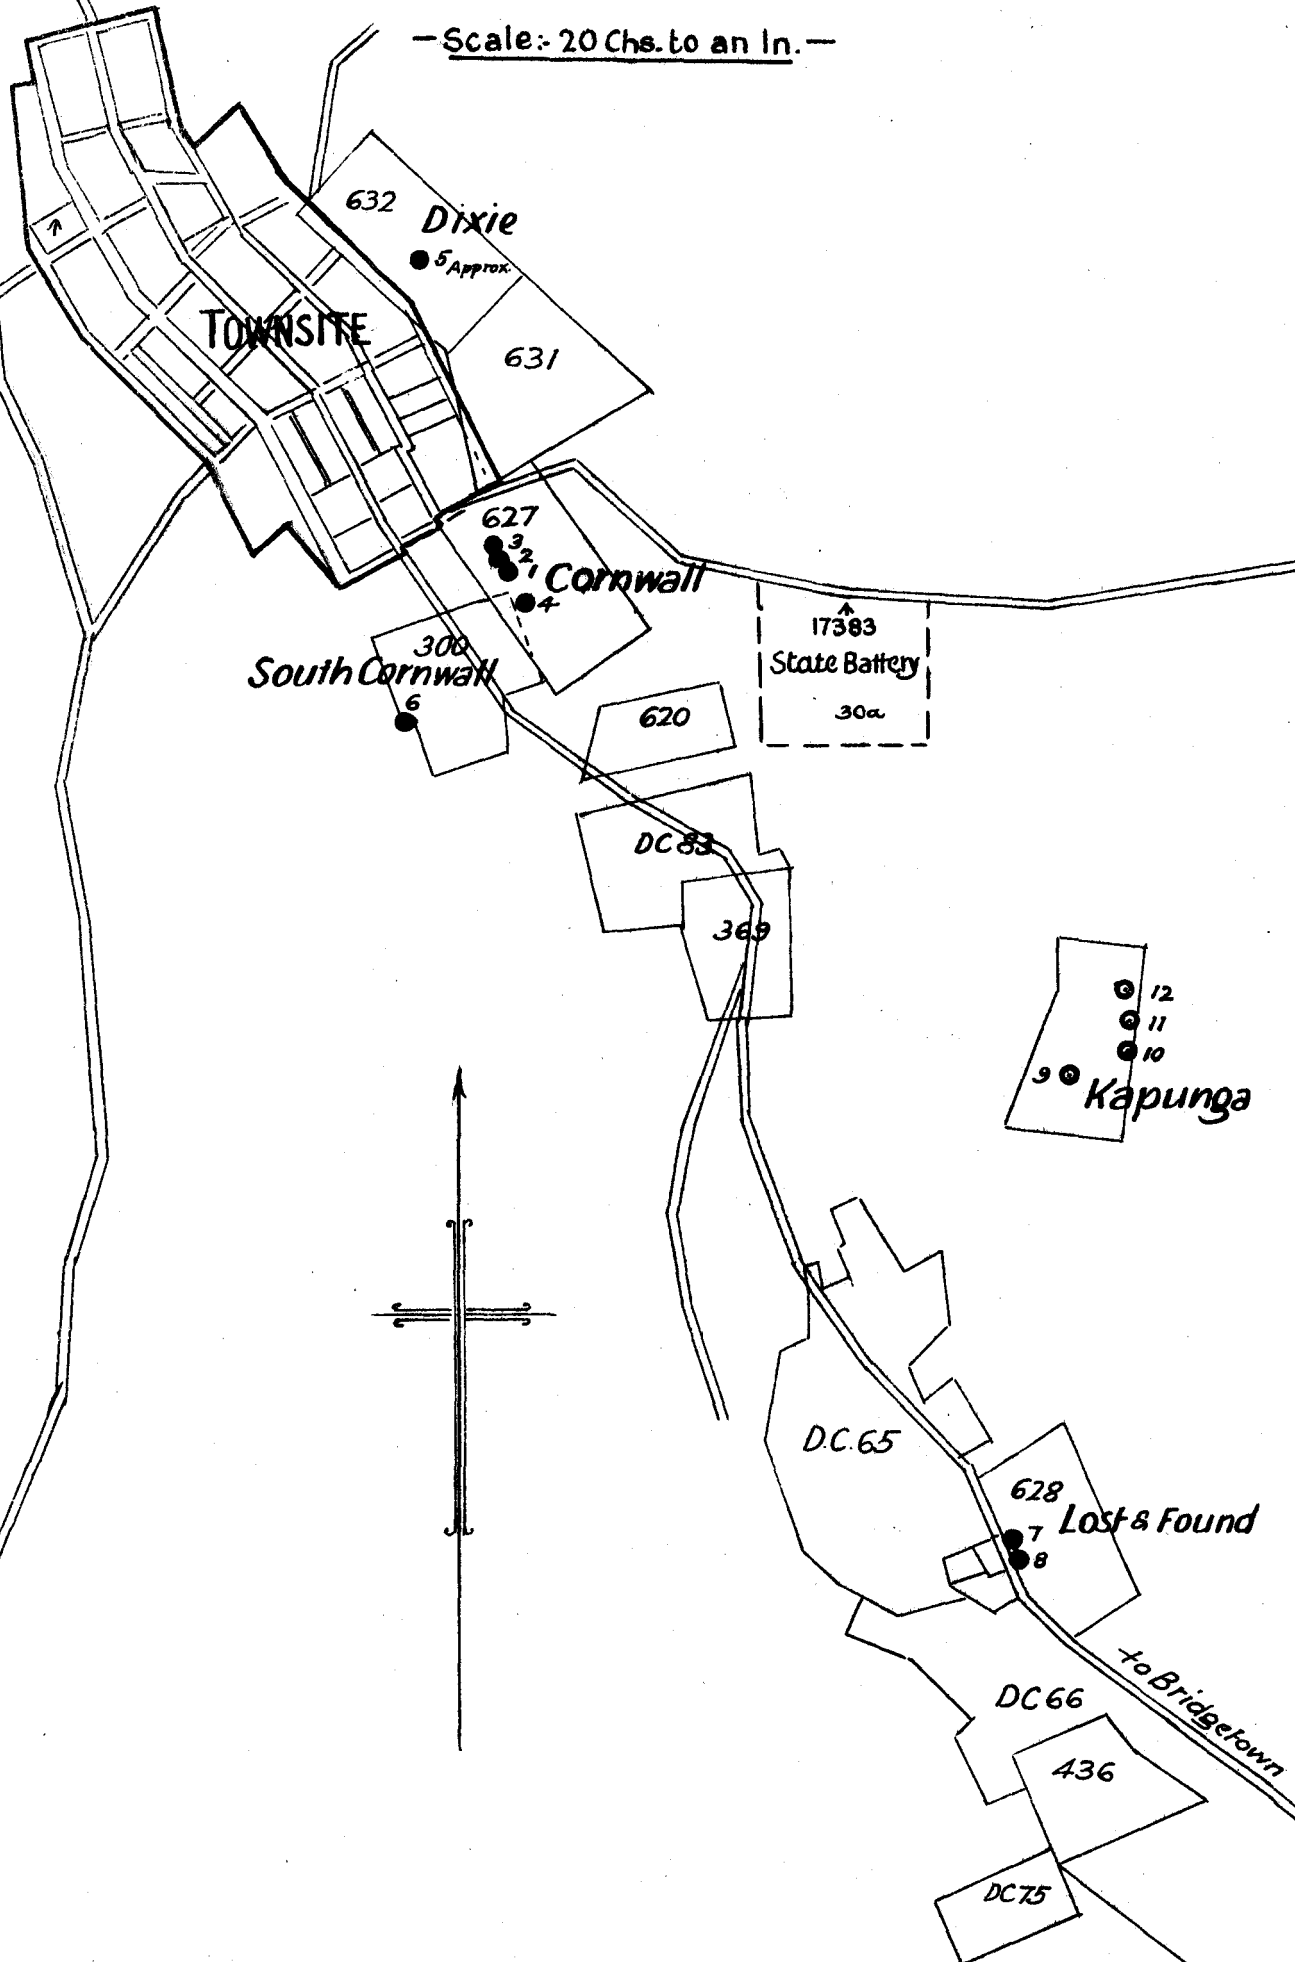 —Scale:- 20 Chs. to an In.—
632
Dixie
5 Approx.
TOWNSITE
631
627
3
2
1
Cornwall
4
17383
State Battery
30a
300
South Cornwall
6
620
DC 83
369
12
11
10
9
Kapunga
D.C. 65
628
Lost & Found
7
8
to Bridgetown
DC 66
436
DC75